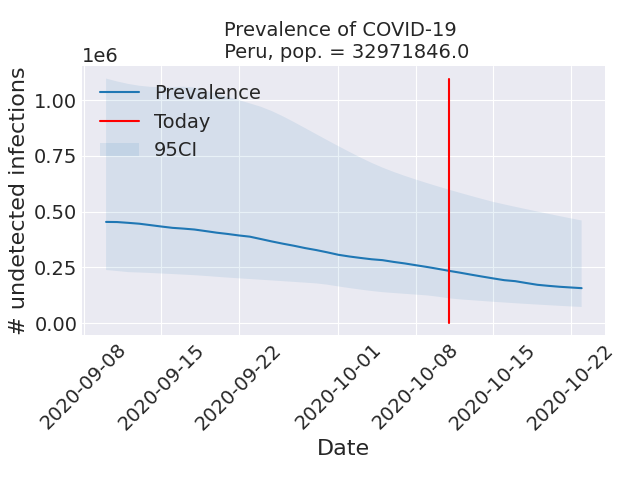 Prevalence of COVID-19
Peru, pop. = 32971846.0
1e6
Prevalence
Today
95CI
1.00
0.75
0.50
0.25
0.00
# undetected infections
2020-09-08
2020-09-15
2020-09-22
2020-10-01
2020-10-08
2020-10-15
2020-10-22
Date